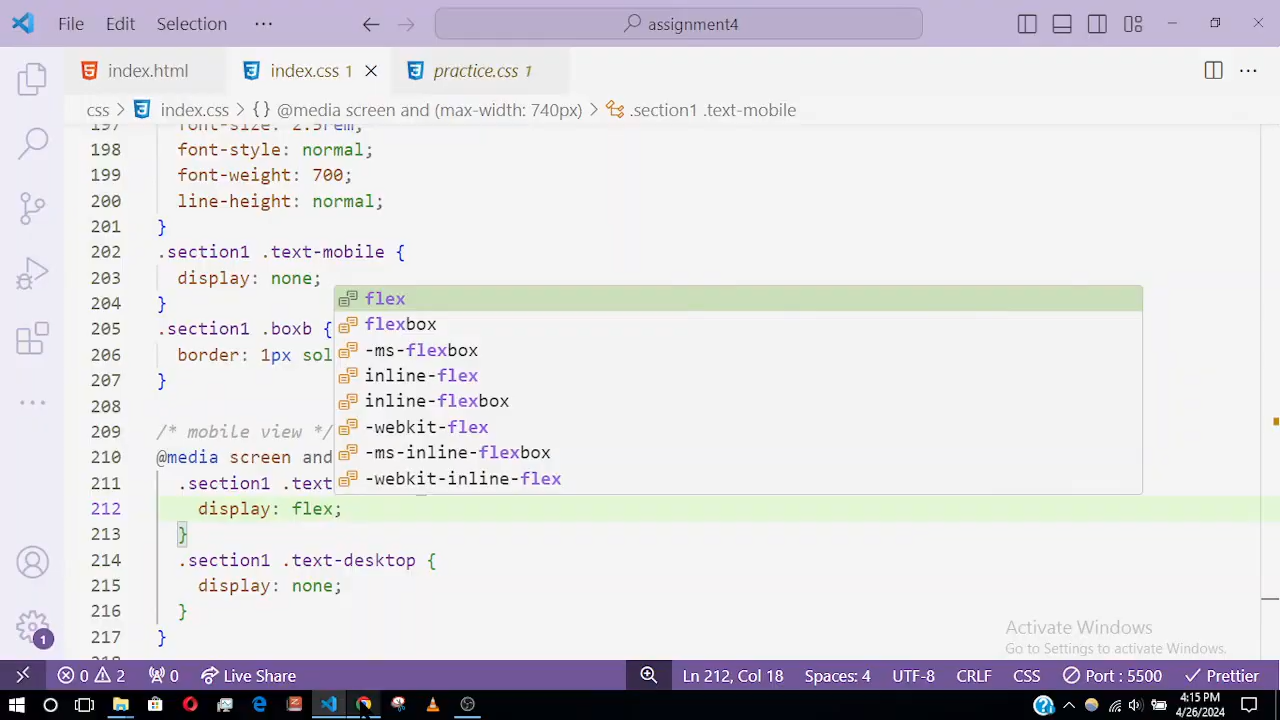 File Edit Selection ··· assignment4
index.html index.css 1 practice.css 1
css > index.css > {} @media screen and (max-width: 740px) > .section1 .text-mobile
197 font-size: 2.5rem;
198 font-style: normal;
199 font-weight: 700;
200 line-height: normal;
201 }
202 .section1 .text-mobile {
203 display: none;
204 }
205 .section1 .boxb {
206 border: 1px sol
207 }
208
209 /* mobile view */
210 @media screen and
211 .section1 .text
212 display: flex;
213 }
214 .section1 .text-desktop {
215 display: none;
216 }
217 }
flex
flexbox
-ms-flexbox
inline-flex
inline-flexbox
-webkit-flex
-ms-inline-flexbox
-webkit-inline-flex
Activate Windows
Go to Settings to activate Windows.
1
0 2 0 Live Share Ln 212, Col 18 Spaces: 4 UTF-8 CRLF CSS Port : 5500 Prettier
4:15 PM
4/26/2024